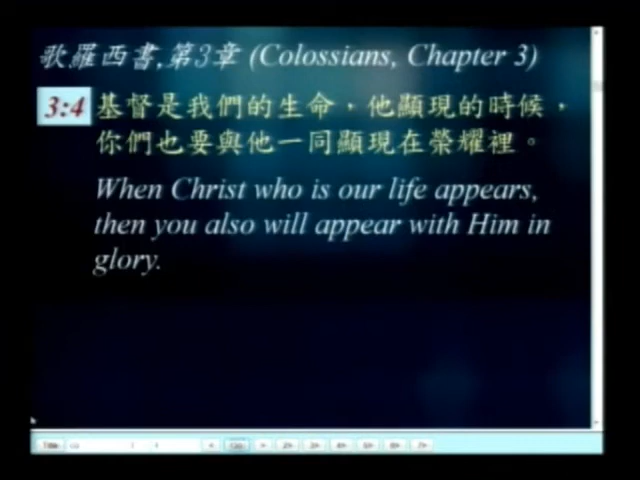 歌羅西書,第3章 (Colossians, Chapter 3)
3:4 基督是我們的生命，他顯現的時候，
你們也要與他一同顯現在榮耀裡。
When Christ who is our life appears,
then you also will appear with Him in
glory.
Title